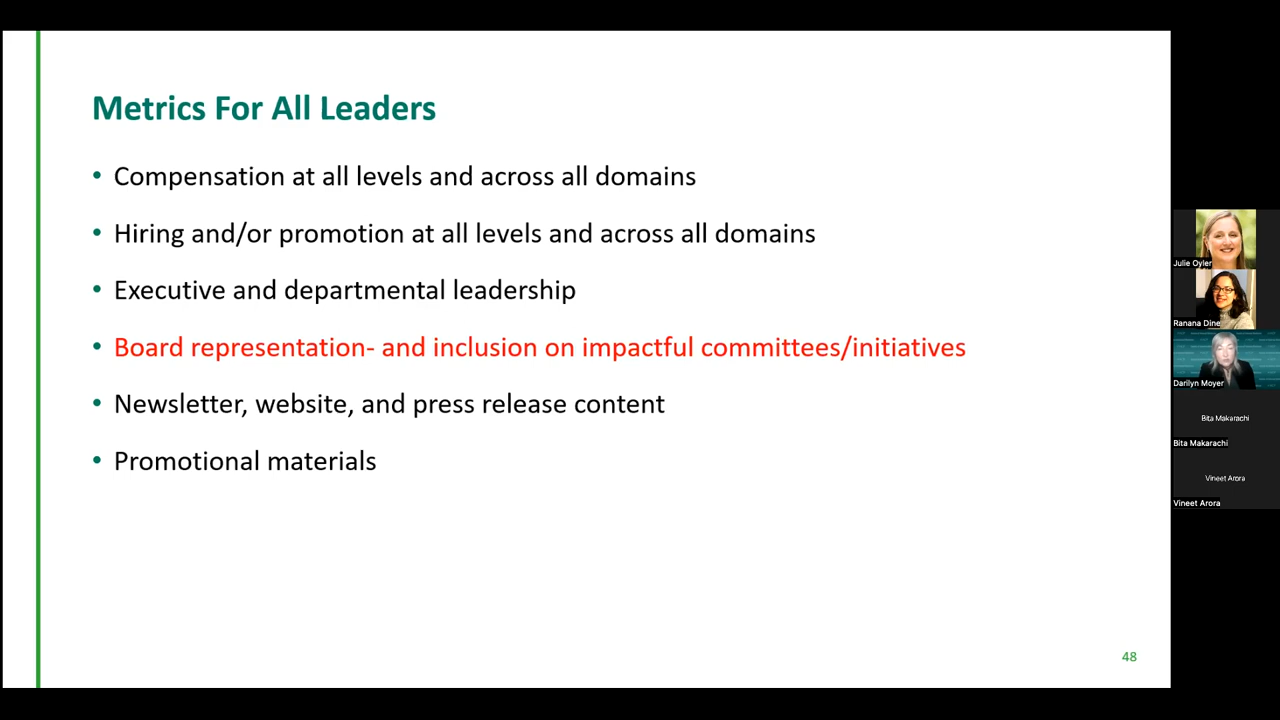 Metrics For All Leaders
• Compensation at all levels and across all domains
• Hiring and/or promotion at all levels and across all domains
• Executive and departmental leadership
• Board representation- and inclusion on impactful committees/initiatives
• Newsletter, website, and press release content
• Promotional materials
48
Julie Oyler
Ranana Dine
Darilyn Moyer
Bita Makarachi
Bita Makarachi
Vineet Arora
Vineet Arora